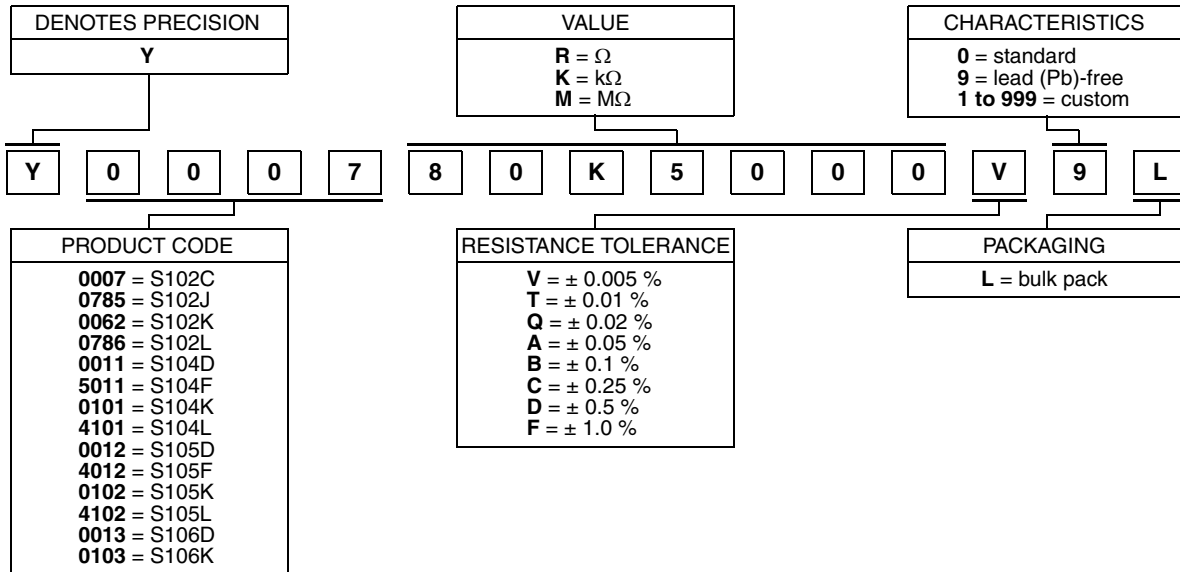 DENOTES PRECISION
Y
VALUE
R = Ω
K = kΩ
M = MΩ
CHARACTERISTICS
0 = standard
9 = lead (Pb)-free
1 to 999 = custom
Y 0 0 0 7 8 0 K 5 0 0 0 V 9 L
PRODUCT CODE
0007 = S102C
0785 = S102J
0062 = S102K
0786 = S102L
0011 = S104D
5011 = S104F
0101 = S104K
4101 = S104L
0012 = S105D
4012 = S105F
0102 = S105K
4102 = S105L
0013 = S106D
0103 = S106K
RESISTANCE TOLERANCE
V = ± 0.005 %
T = ± 0.01 %
Q = ± 0.02 %
A = ± 0.05 %
B = ± 0.1 %
C = ± 0.25 %
D = ± 0.5 %
F = ± 1.0 %
PACKAGING
L = bulk pack